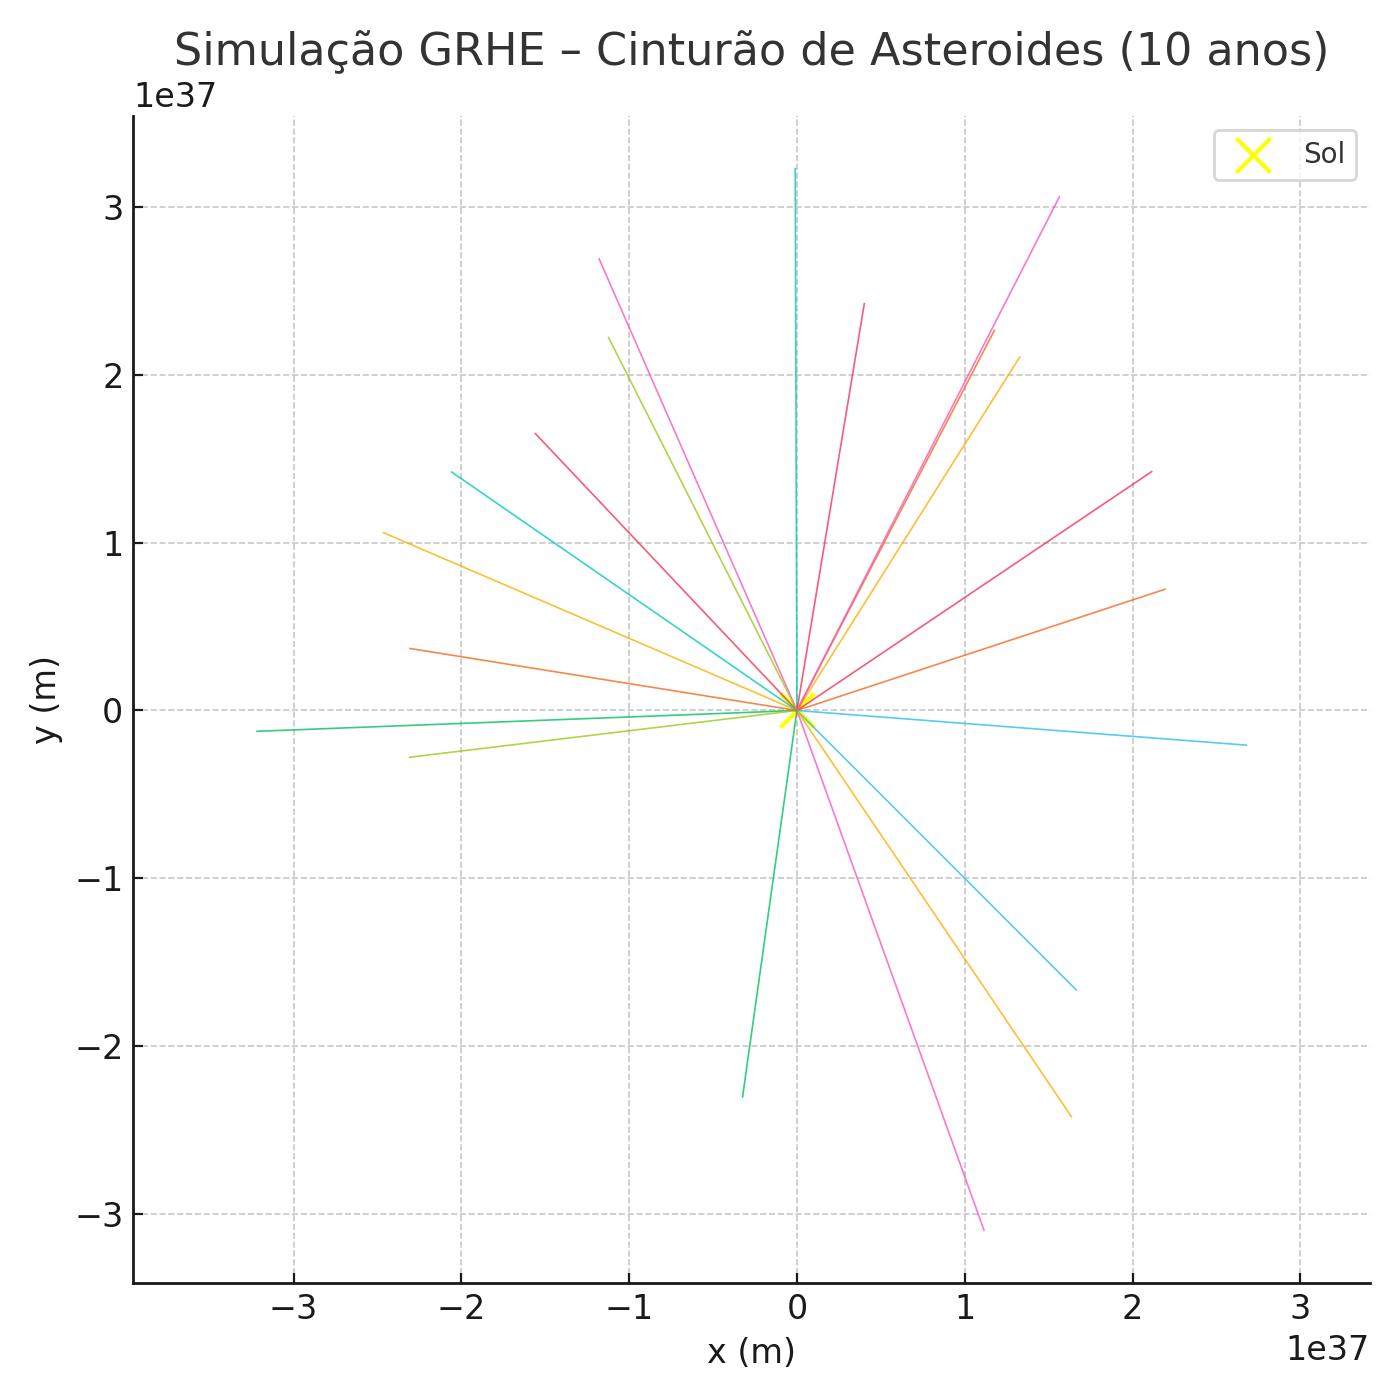 Simulação GRHE – Cinturão de Asteroides (10 anos)
1e37
Sol
3
2
1
0
−1
−2
−3
y (m)
−3 −2 −1 0 1 2 3
x (m)
1e37